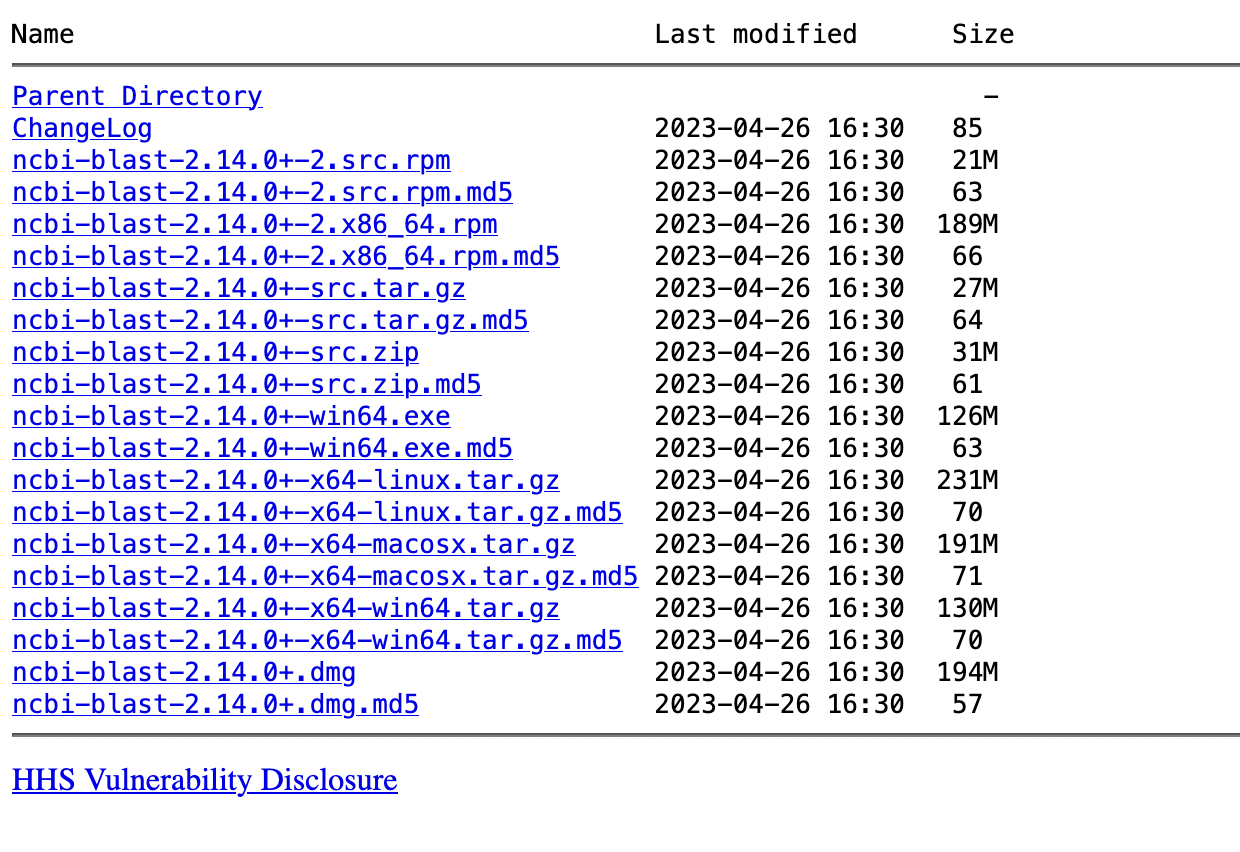 Name Last modified Size
Parent Directory -
ChangeLog 2023-04-26 16:30 85
ncbi-blast-2.14.0+-2.src.rpm 2023-04-26 16:30 21M
ncbi-blast-2.14.0+-2.src.rpm.md5 2023-04-26 16:30 63
ncbi-blast-2.14.0+-2.x86_64.rpm 2023-04-26 16:30 189M
ncbi-blast-2.14.0+-2.x86_64.rpm.md5 2023-04-26 16:30 66
ncbi-blast-2.14.0+-src.tar.gz 2023-04-26 16:30 27M
ncbi-blast-2.14.0+-src.tar.gz.md5 2023-04-26 16:30 64
ncbi-blast-2.14.0+-src.zip 2023-04-26 16:30 31M
ncbi-blast-2.14.0+-src.zip.md5 2023-04-26 16:30 61
ncbi-blast-2.14.0+-win64.exe 2023-04-26 16:30 126M
ncbi-blast-2.14.0+-win64.exe.md5 2023-04-26 16:30 63
ncbi-blast-2.14.0+-x64-linux.tar.gz 2023-04-26 16:30 231M
ncbi-blast-2.14.0+-x64-linux.tar.gz.md5 2023-04-26 16:30 70
ncbi-blast-2.14.0+-x64-macosx.tar.gz 2023-04-26 16:30 191M
ncbi-blast-2.14.0+-x64-macosx.tar.gz.md5 2023-04-26 16:30 71
ncbi-blast-2.14.0+-x64-win64.tar.gz 2023-04-26 16:30 130M
ncbi-blast-2.14.0+-x64-win64.tar.gz.md5 2023-04-26 16:30 70
ncbi-blast-2.14.0+.dmg 2023-04-26 16:30 194M
ncbi-blast-2.14.0+.dmg.md5 2023-04-26 16:30 57
HHS Vulnerability Disclosure